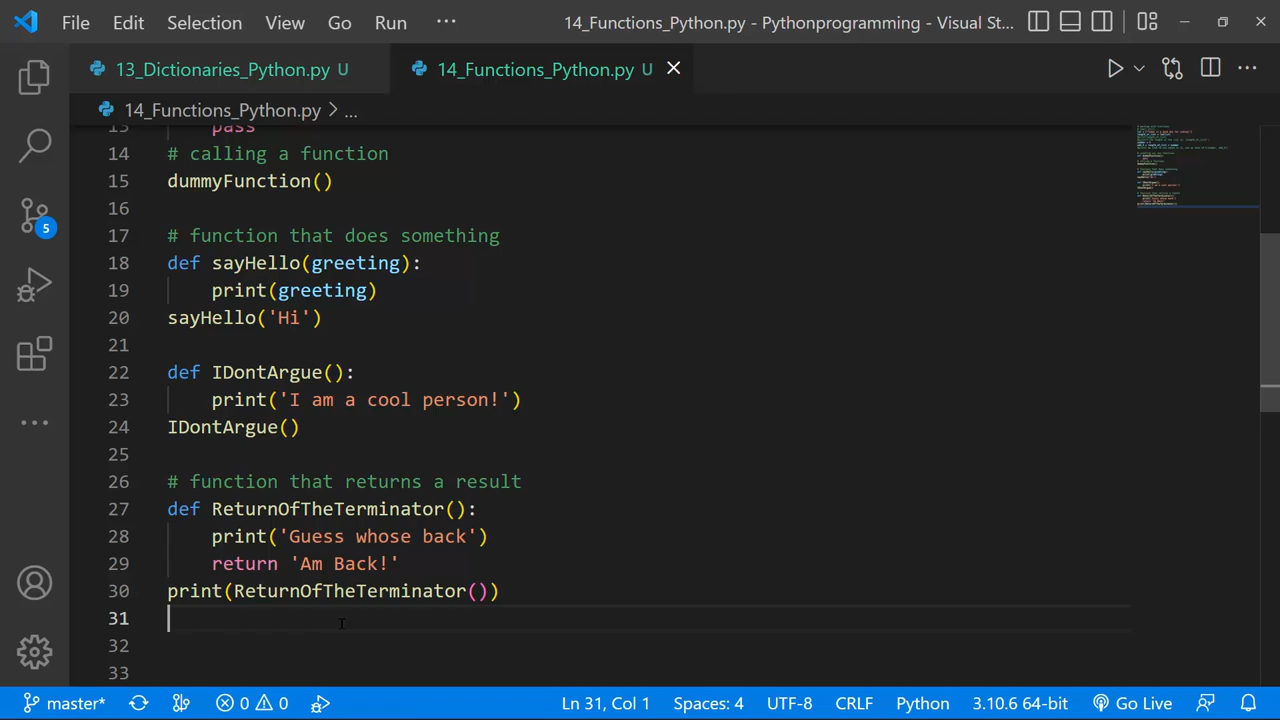 File Edit Selection View Go Run ··· 14_Functions_Python.py - Pythonprogramming - Visual St...
13_Dictionaries_Python.py U 14_Functions_Python.py U
14_Functions_Python.py > ...
13 pass
14 # calling a function
15 dummyFunction()
16
17 # function that does something
18 def sayHello(greeting):
19 print(greeting)
20 sayHello('Hi')
21
22 def IDontArgue():
23 print('I am a cool person!')
24 IDontArgue()
25
26 # function that returns a result
27 def ReturnOfTheTerminator():
28 print('Guess whose back')
29 return 'Am Back!'
30 print(ReturnOfTheTerminator())
31
32
33
5
master* 0 0 Ln 31, Col 1 Spaces: 4 UTF-8 CRLF Python 3.10.6 64-bit Go Live